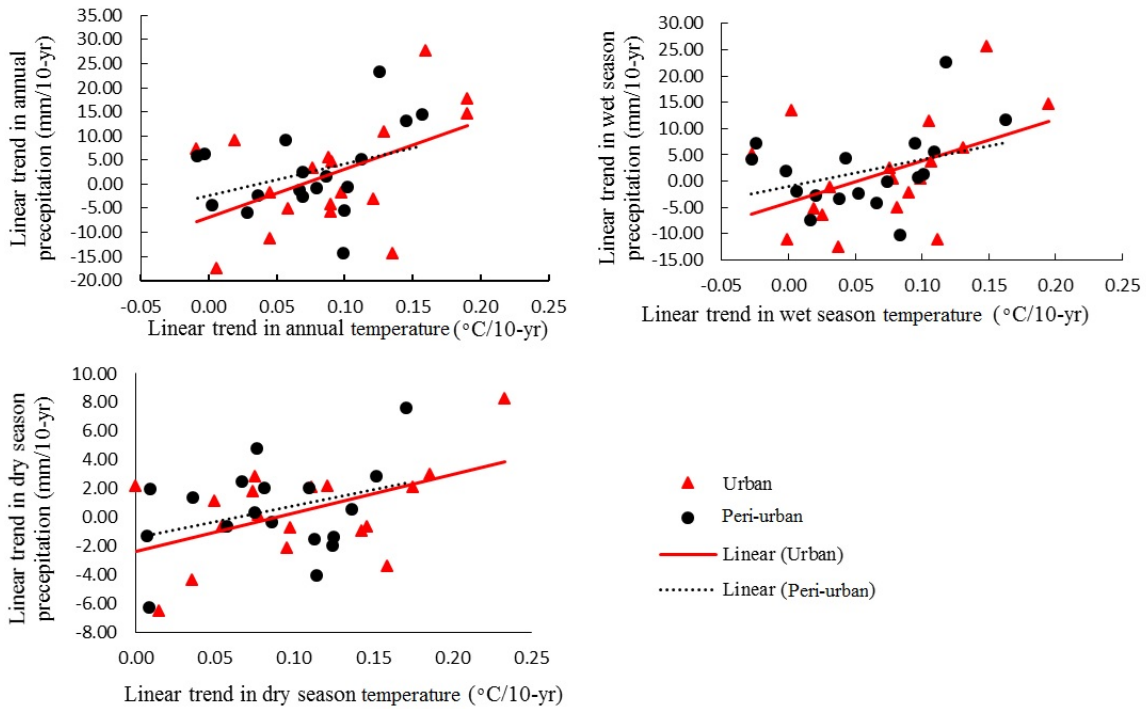 Linear trend in annual
precepitation (mm/10-yr)
35.00
30.00
25.00
20.00
15.00
10.00
5.00
0.00
-5.00
-10.00
-15.00
-20.00
-0.05 0.00 0.05 0.10 0.15 0.20 0.25
Linear trend in annual temperature (°C/10-yr)
Linear trend in wet season
precepitation (mm/10-yr)
30.00
25.00
20.00
15.00
10.00
5.00
0.00
-5.00
-10.00
-15.00
-0.05 0.00 0.05 0.10 0.15 0.20 0.25
Linear trend in wet season temperature (°C/10-yr)
Linear trend in dry season
precepitation (mm/10-yr)
10.00
8.00
6.00
4.00
2.00
0.00
-2.00
-4.00
-6.00
-8.00
0.00 0.05 0.10 0.15 0.20 0.25
Linear trend in dry season temperature (°C/10-yr)
Urban
Peri-urban
Linear (Urban)
Linear (Peri-urban)